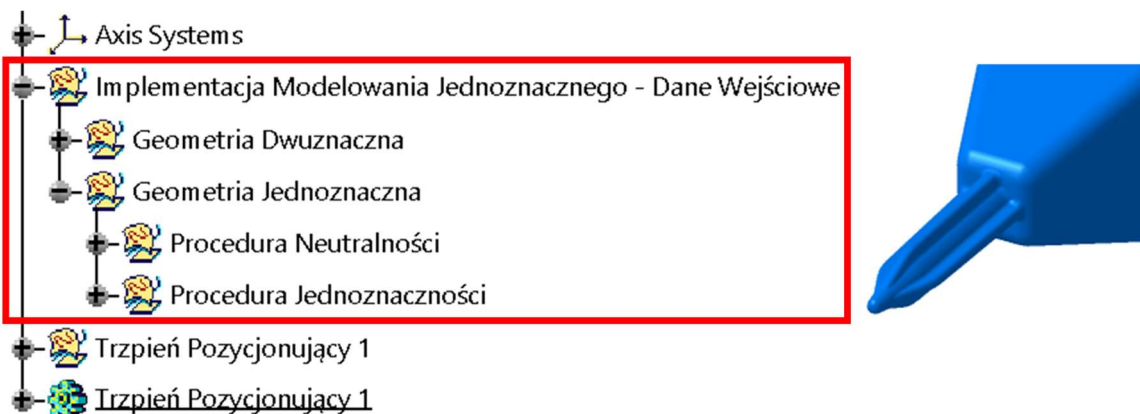 Axis Systems
Implementacja Modelowania Jednoznacznego - Dane Wejściowe
Geometria Dwuznaczna
Geometria Jednoznaczna
Procedura Neutralności
Procedura Jednoznaczności
Trzpień Pozycjonujący 1
Trzpień Pozycjonujący 1